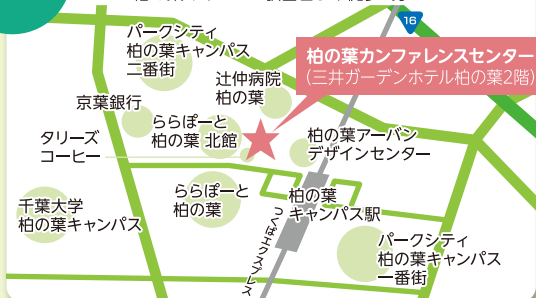 16
パークシティ
柏の葉キャンパス
二番街
柏の葉カンファレンスセンター
(三井ガーデンホテル柏の葉2階)
辻仲病院
柏の葉
京葉銀行
ららぽーと
柏の葉 北館
タリーズ
コーヒー
柏の葉アーバン
デザインセンター
ららぽーと
柏の葉
柏の葉
キャンパス駅
千葉大学
柏の葉キャンパス
つくばエクスプレス
パークシティ
柏の葉キャンパス
一番街